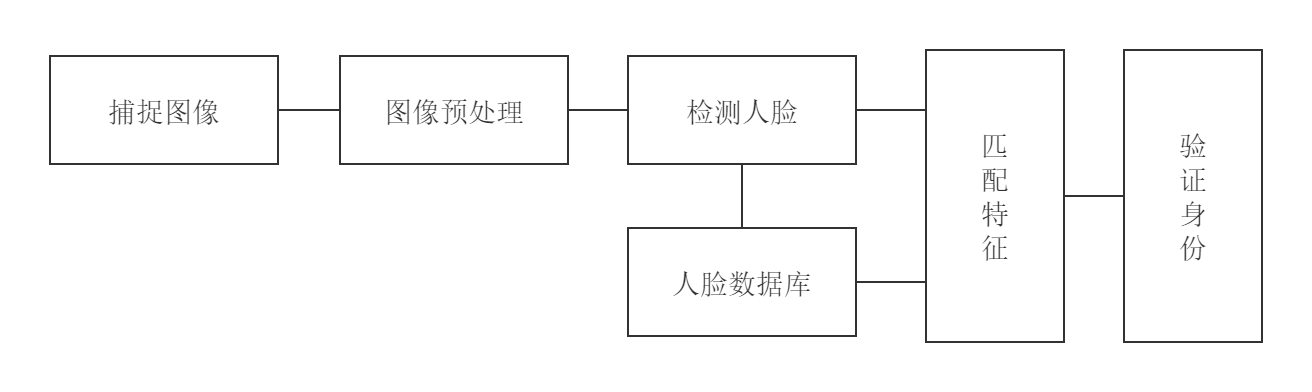 捕捉图像
图像预处理
检测人脸
人脸数据库
匹配特征
验证身份